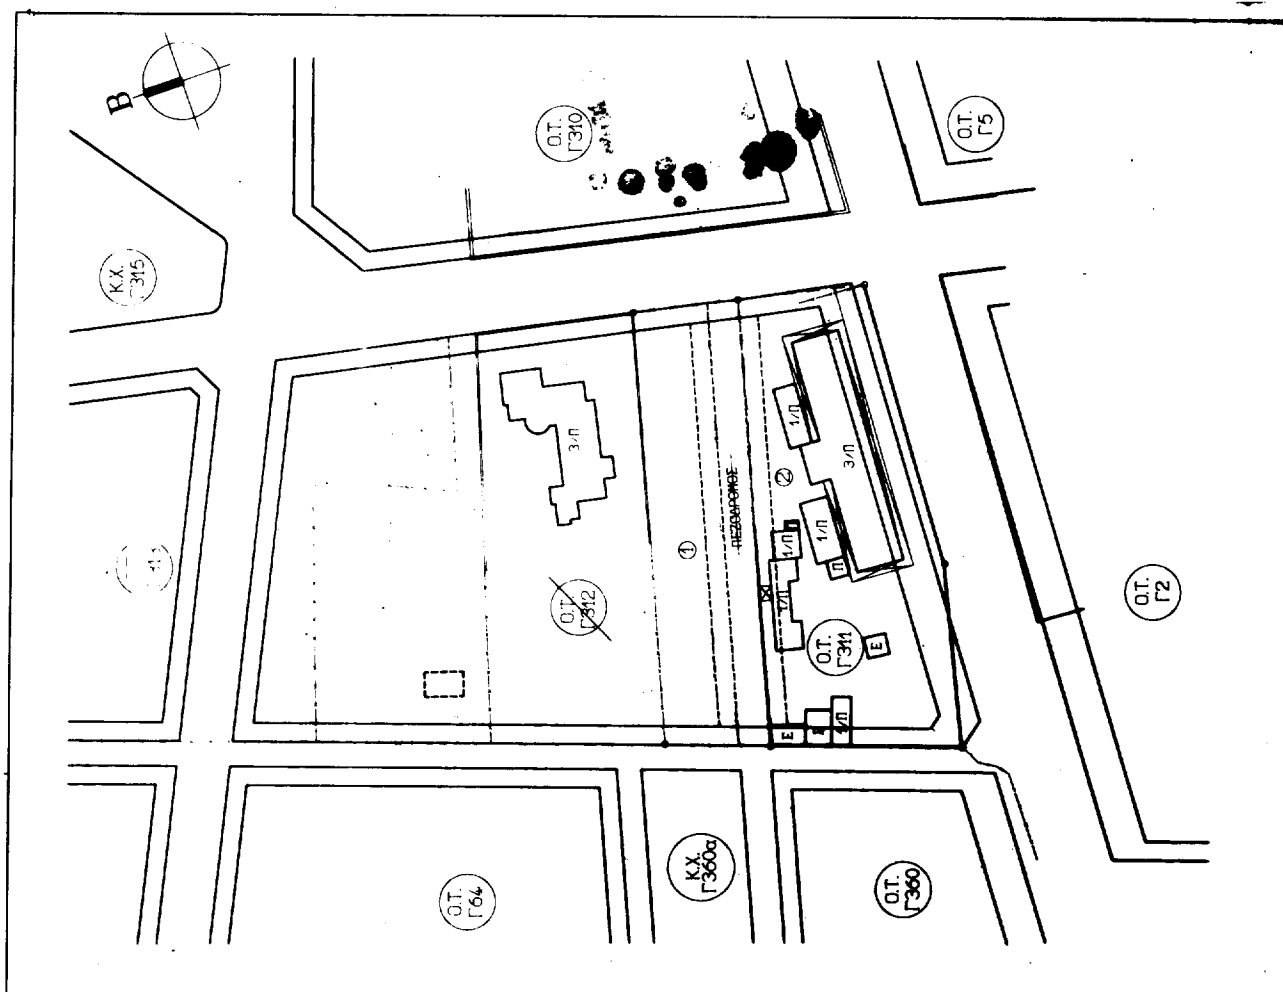 Β
Ο.Τ.
Γ310
Ο.Τ.
Γ5
Κ.Χ.
Γ315
3/Π
1/Π
3/Π
②
ΠΕΖΟΔΡΟΜΟΣ
①
1/Π
1/Π
Π
1/Π
Ο.Τ.
Γ312
Ο.Τ.
Γ311
Ε
Ο.Τ.
Γ2
Ε
1/Π
Ο.Τ.
Γ64
Κ.Χ.
Γ360α
Ο.Τ.
Γ360